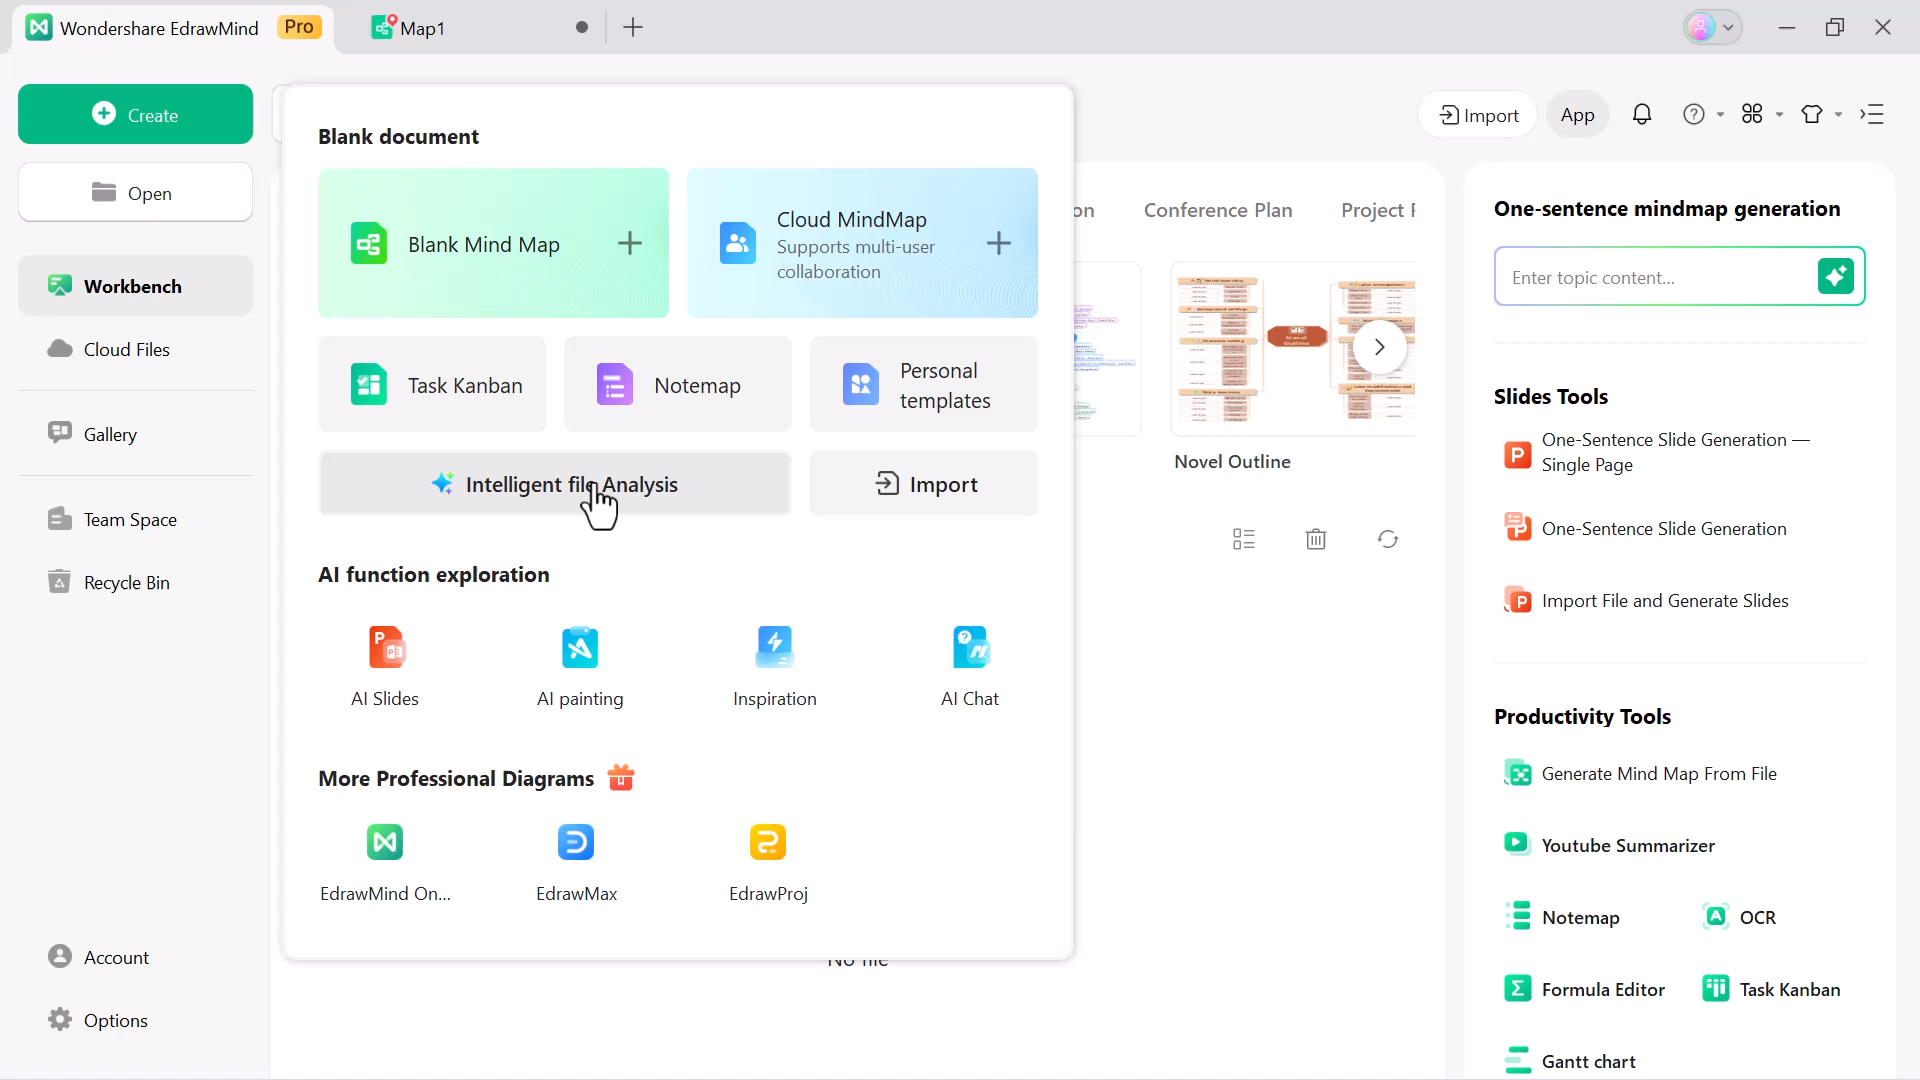 Wondershare EdrawMind Pro
Map1
Create
Open
Workbench
Cloud Files
Gallery
Team Space
Recycle Bin
Account
Options
Blank document
Blank Mind Map
Cloud MindMap
Supports multi-user
collaboration
Task Kanban
Notemap
Personal
templates
Intelligent file Analysis
Import
AI function exploration
AI Slides
AI painting
Inspiration
AI Chat
More Professional Diagrams
EdrawMind On...
EdrawMax
EdrawProj
No file
Import
App
on
Conference Plan
Project
Novel Outline
One-sentence mindmap generation
Enter topic content...
Slides Tools
One-Sentence Slide Generation —
Single Page
One-Sentence Slide Generation
Import File and Generate Slides
Productivity Tools
Generate Mind Map From File
Youtube Summarizer
Notemap
OCR
Formula Editor
Task Kanban
Gantt chart